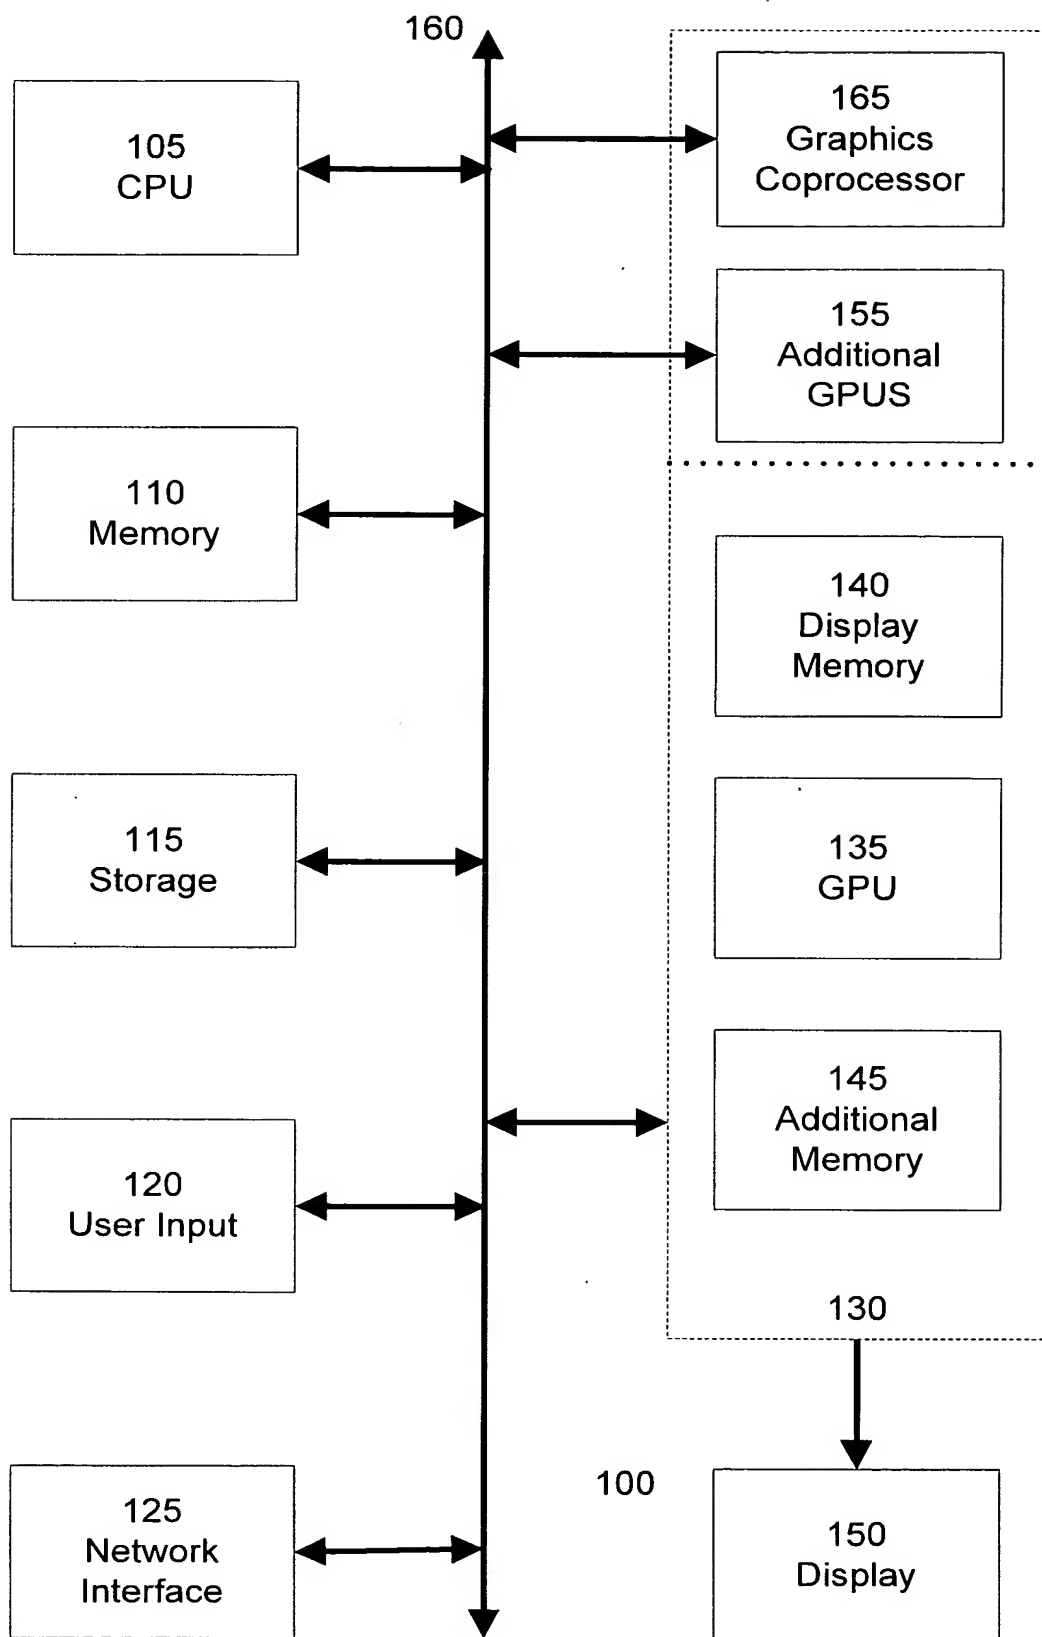 160
105
CPU
110
Memory
115
Storage
120
User Input
125
Network
Interface
165
Graphics
Coprocessor
155
Additional
GPUS
140
Display
Memory
135
GPU
145
Additional
Memory
130
100
150
Display